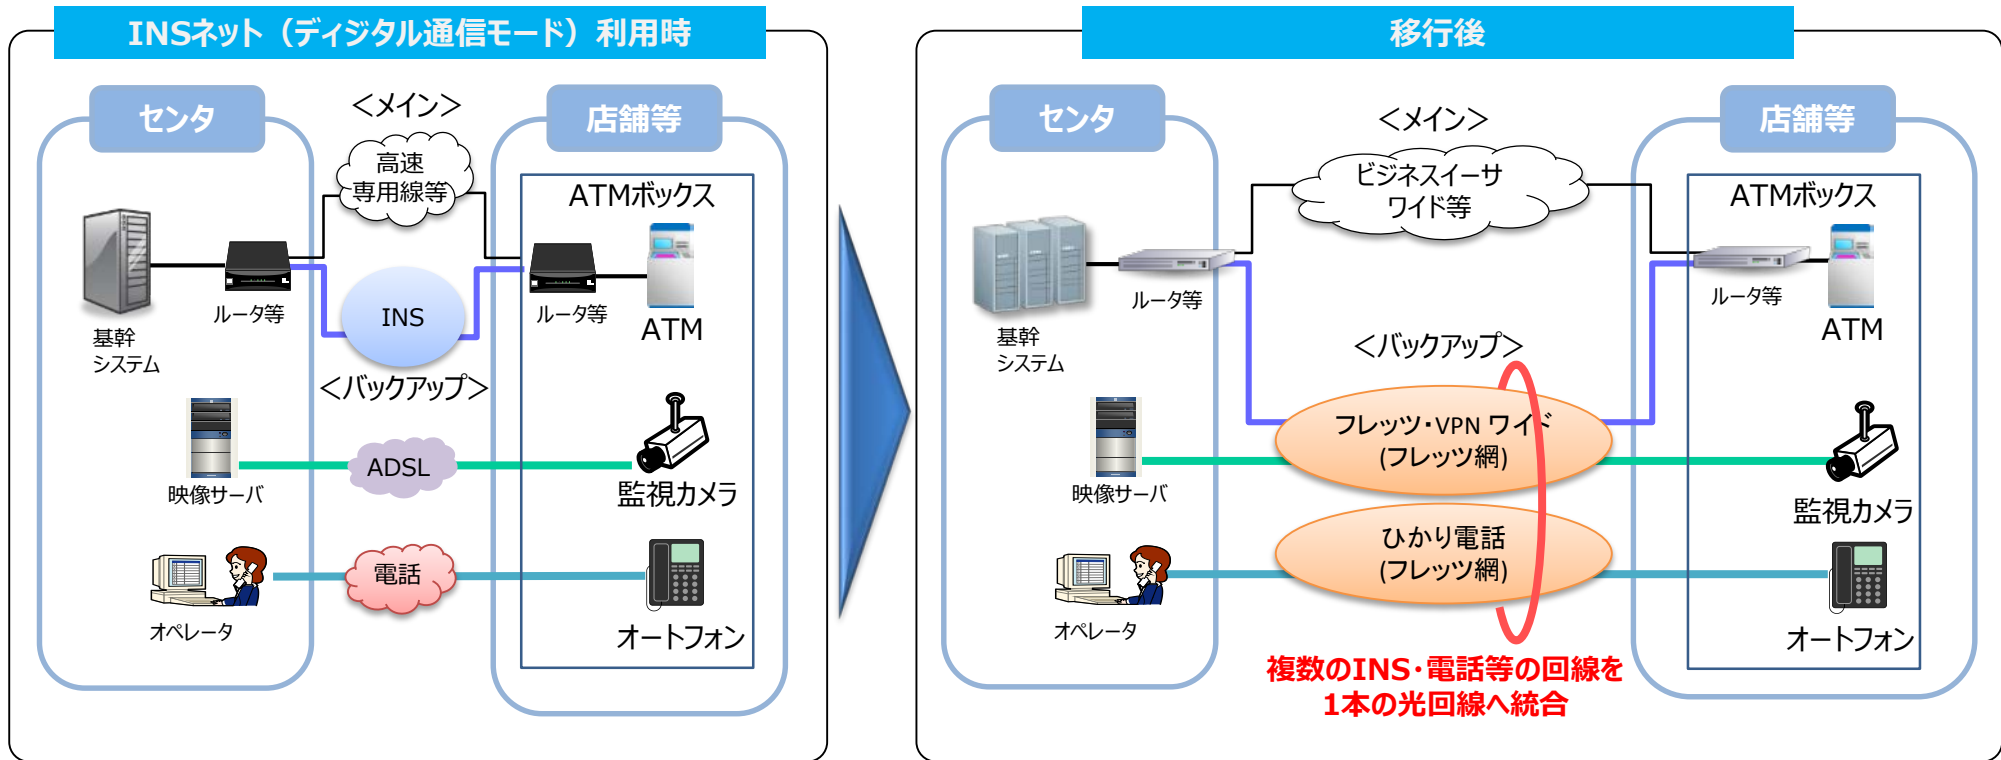 INSネット（ディジタル通信モード）利用時
センタ
＜メイン＞
店舗等
高速
専用線等
ATMボックス
ルータ等
INS
ルータ等
ATM
基幹
システム
＜バックアップ＞
映像サーバ
ADSL
監視カメラ
オペレータ
電話
オートフォン
移行後
センタ
＜メイン＞
店舗等
ビジネスイーサ
ワイド等
ATMボックス
ルータ等
ルータ等
ATM
基幹
システム
＜バックアップ＞
フレッツ・VPN ワイド
(フレッツ網)
映像サーバ
監視カメラ
ひかり電話
(フレッツ網)
オペレータ
オートフォン
複数のINS・電話等の回線を
1本の光回線へ統合